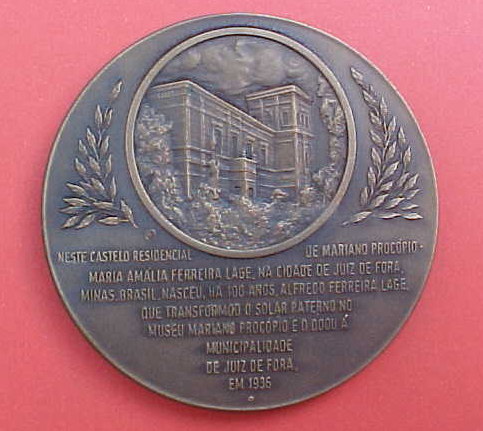 NESTE CASTELO RESIDENCIAL DE MARIANO PROCÓPIO-
MARIA AMÁLIA FERREIRA LAGE, NA CIDADE DE JUIZ DE FORA,
MINAS, BRASIL, NASCEU, HÁ 100 ANOS, ALFREDO FERREIRA LAGE,
QUE TRANSFORMOU O SOLAR PATERNO NO
MUSEU MARIANO PROCÓPIO E O DOOU À
MUNICIPALIDADE
DE JUIZ DE FORA,
EM 1936